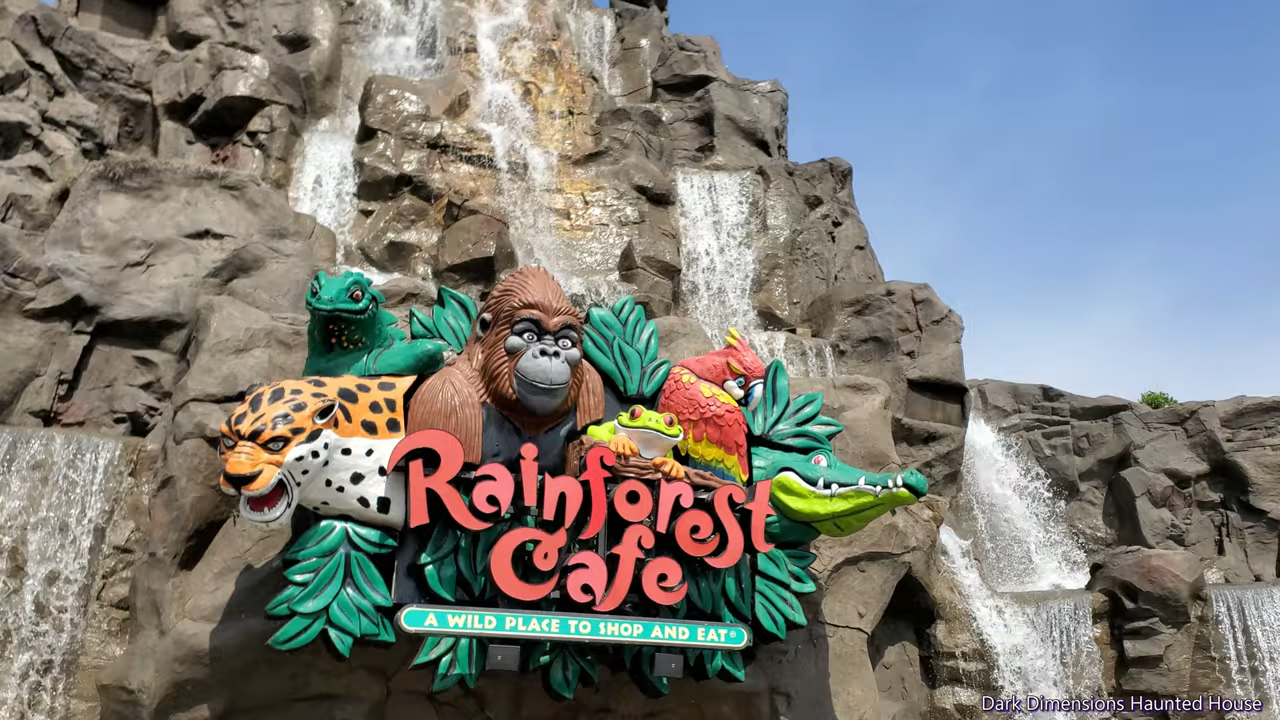 Rainforest
Cafe
A WILD PLACE TO SHOP AND EAT®
Dark Dimensions Haunted House